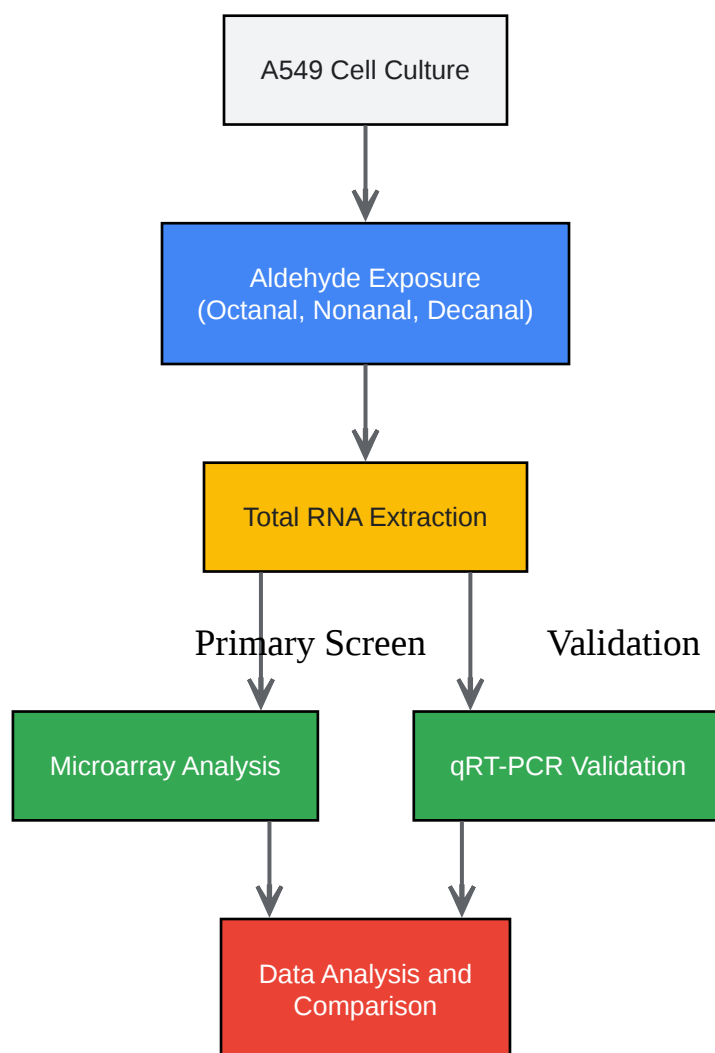 A549 Cell Culture
Aldehyde Exposure
(Octanal, Nonanal, Decanal)
Total RNA Extraction
Primary Screen
Validation
Microarray Analysis
qRT-PCR Validation
Data Analysis and
Comparison